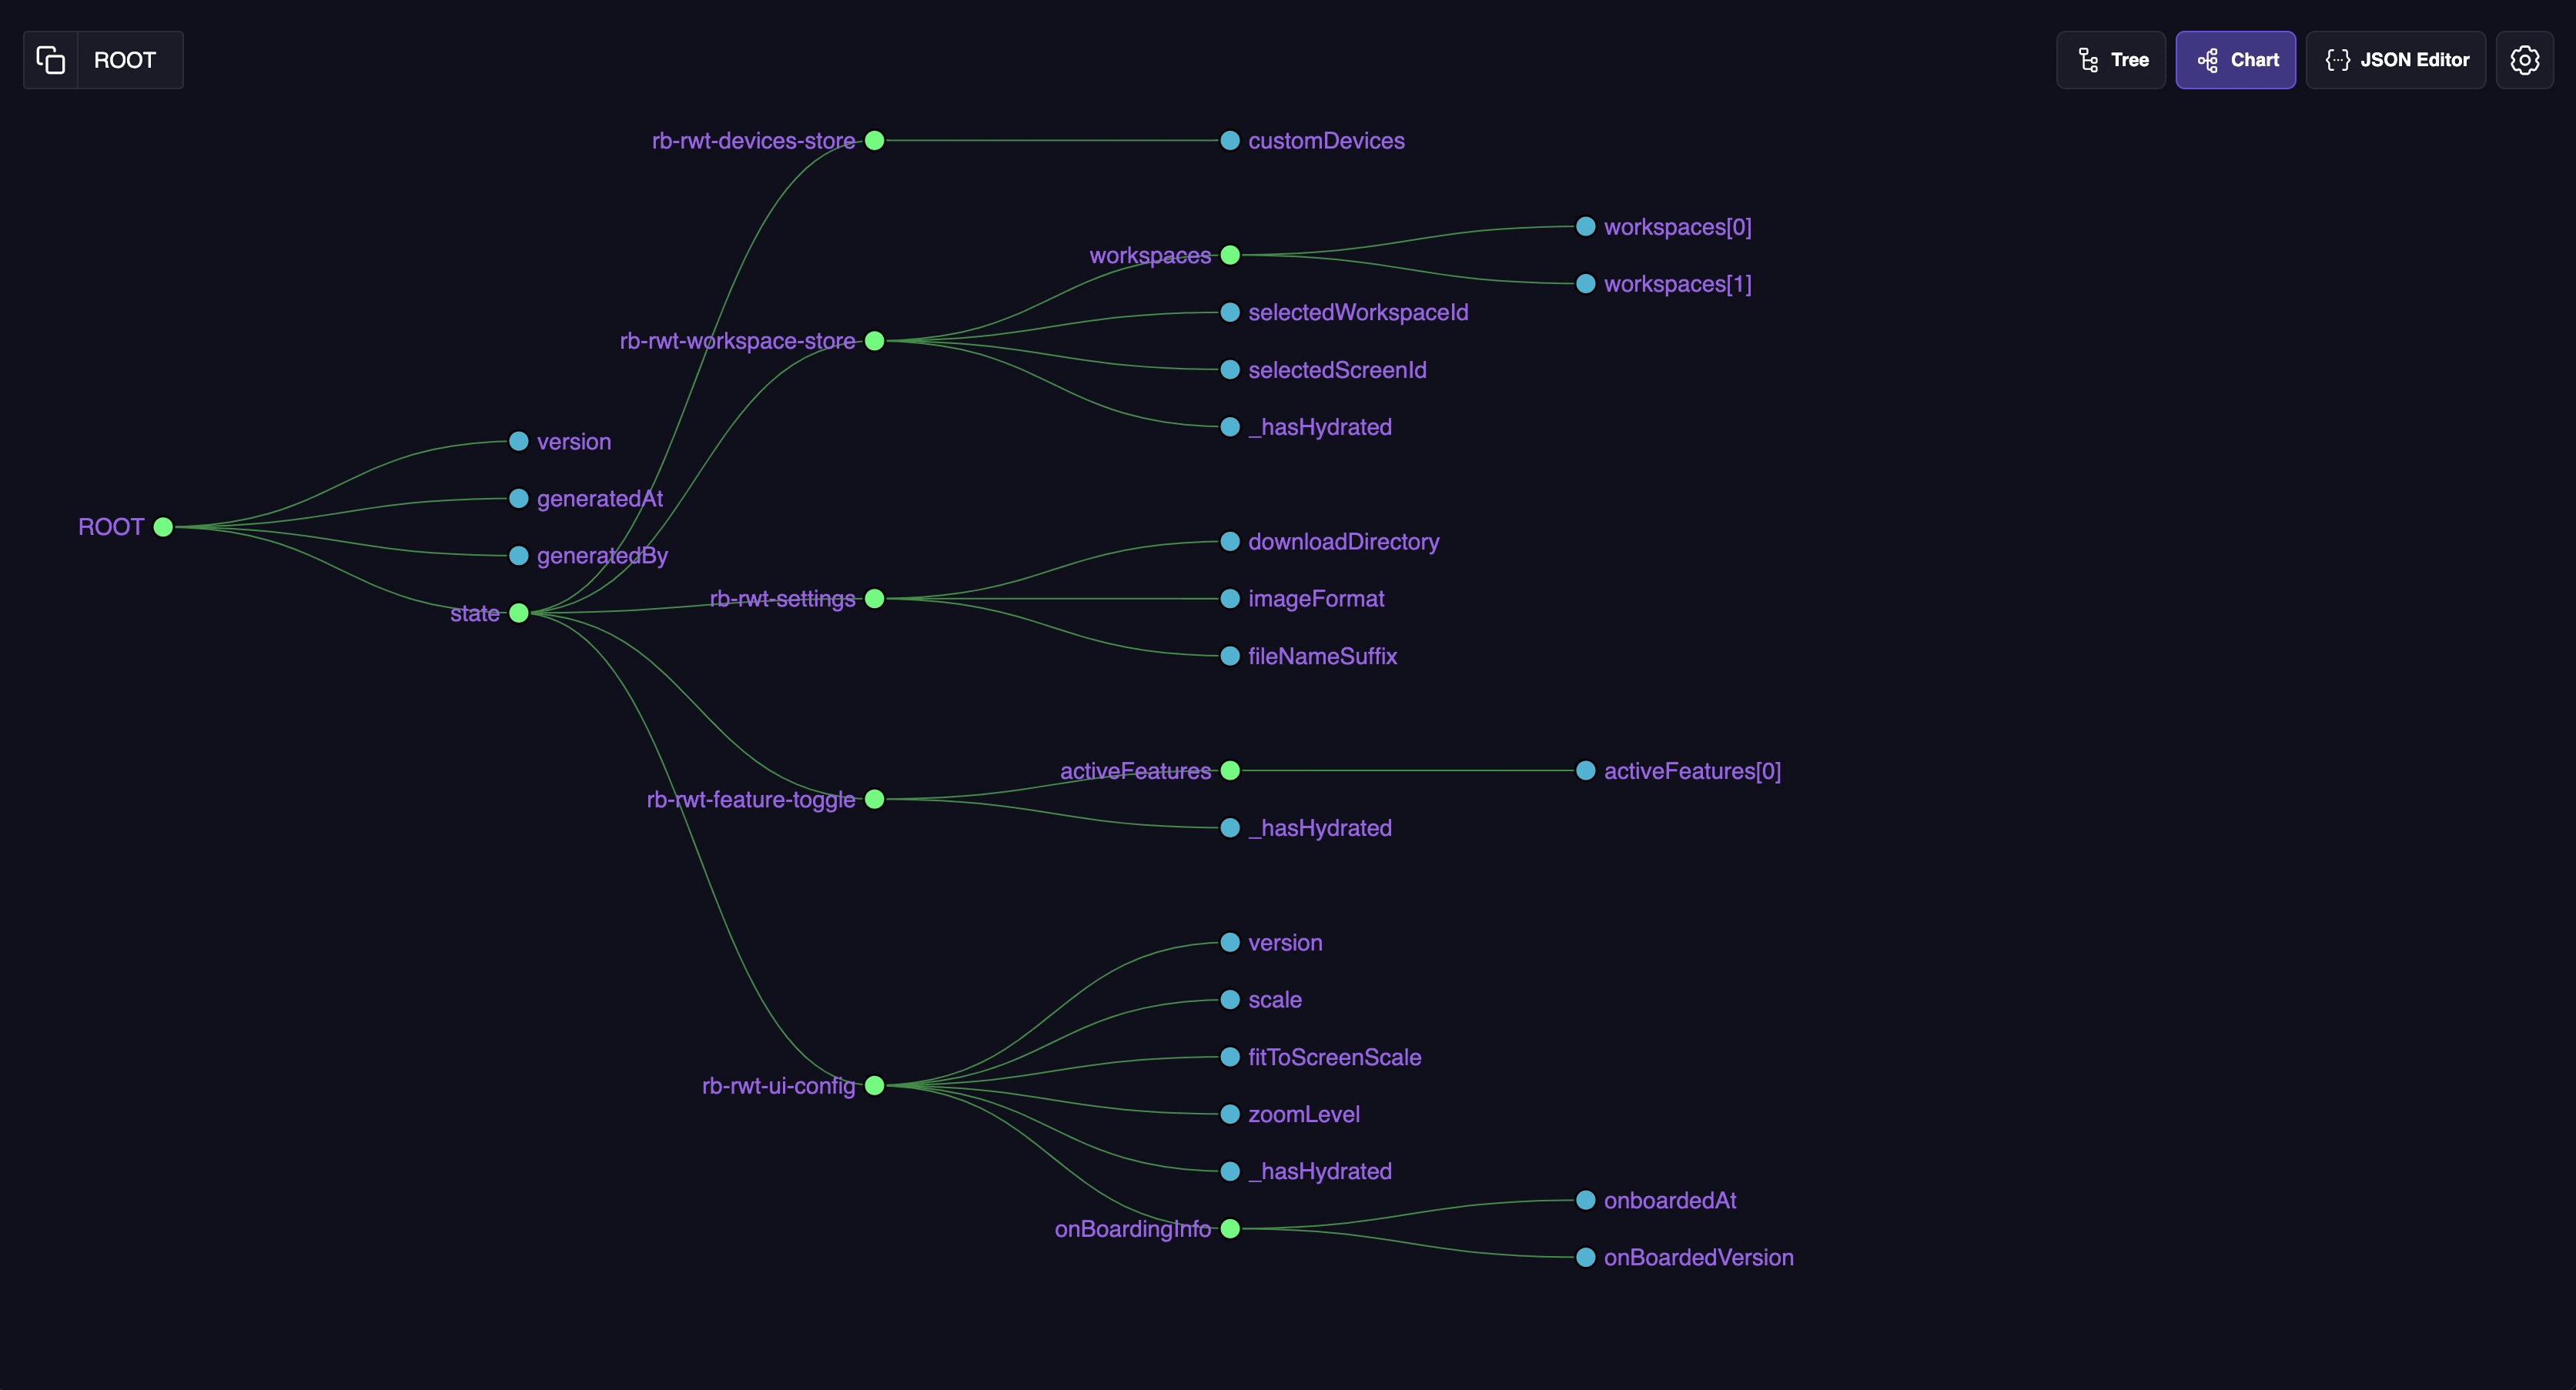 ROOT
Tree
Chart
JSON Editor
rb-rwt-devices-store
customDevices
workspaces[0]
workspaces
workspaces[1]
selectedWorkspaceId
rb-rwt-workspace-store
selectedScreenId
_hasHydrated
version
generatedAt
ROOT
downloadDirectory
generatedBy
rb-rwt-settings
imageFormat
state
fileNameSuffix
activeFeatures
activeFeatures[0]
rb-rwt-feature-toggle
_hasHydrated
version
scale
fitToScreenScale
rb-rwt-ui-config
zoomLevel
_hasHydrated
onboardedAt
onBoardingInfo
onBoardedVersion